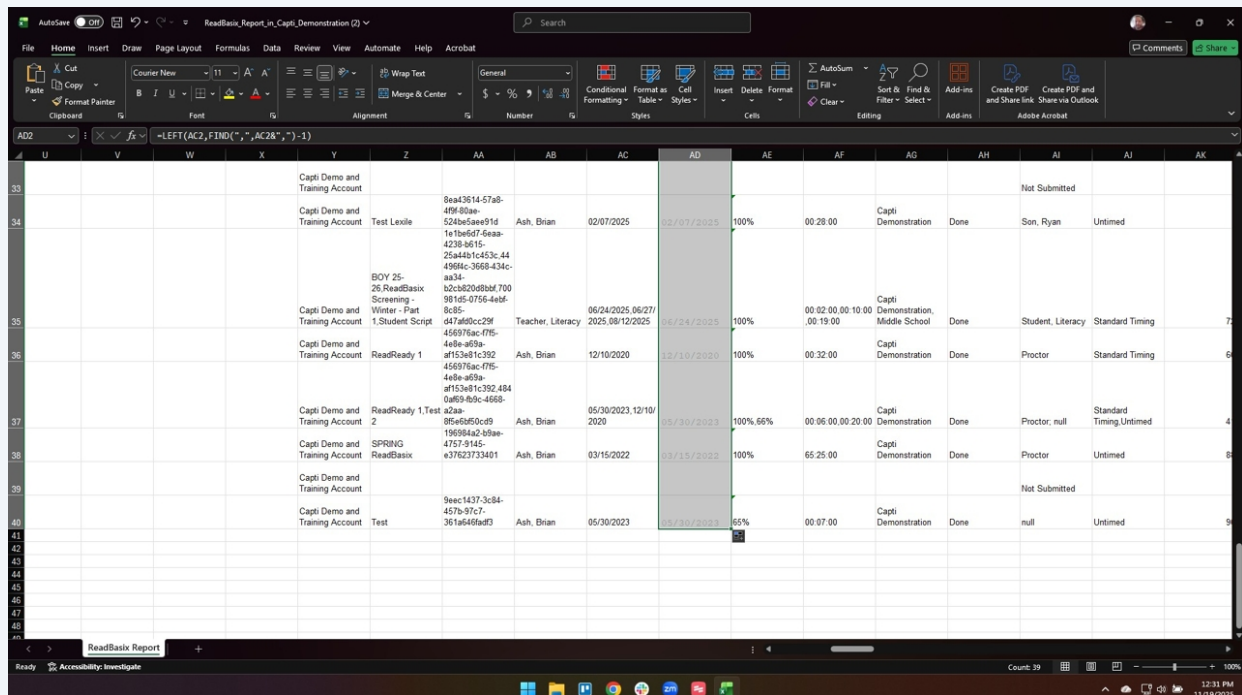 AutoSave Off ReadBasix_Report_in_Capti_Demonstration (2) Search
File Home Insert Draw Page Layout Formulas Data Review View Automate Help Acrobat Comments Share
Paste
Cut
Copy
Format Painter
Clipboard
Courier New 11
B I U
Font
Wrap Text
Merge & Center
Alignment
General
$ % ,
Number
Conditional Formatting
Format as Table
Cell Styles
Styles
Insert Delete Format
Cells
AutoSum
Fill
Clear
Sort & Filter
Find & Select
Editing
Add-ins
Add-ins
Create PDF and Share link
Create PDF and Share via Outlook
Adobe Acrobat
AD2 fx =LEFT(AC2,FIND(",",AC2&",")-1)
U V W X Y Z AA AB AC AD AE AF AG AH AI AJ AK
33 Capti Demo and Training Account Not Submitted
34 Capti Demo and Training Account Test Lexile 8ea43614-57a8-4f9f-80ae-524be5aee91d Ash, Brian 02/07/2025 02/07/2025 100% 00:28:00 Capti Demonstration Done Son, Ryan Untimed
35 Capti Demo and Training Account BOY 25-26,ReadBasix Screening - Winter - Part 1,Student Script 1e1be6d7-6eaa-4238-b615-25a44b1c453c,44496f4c-3668-434c-aa34-b2cb820d8bbf,700981d5-0756-4ebf-8c85-d47afd0cc29f Teacher, Literacy 06/24/2025,06/27/2025,08/12/2025 06/24/2025 100% 00:02:00,00:10:00,00:19:00 Capti Demonstration, Middle School Done Student, Literacy Standard Timing
36 Capti Demo and Training Account ReadReady 1 456976ac-f7f5-4e8e-a69a-af153e81c392 Ash, Brian 12/10/2020 12/10/2020 100% 00:32:00 Capti Demonstration Done Proctor Standard Timing
37 Capti Demo and Training Account ReadReady 1,Test 2 456976ac-f7f5-4e8e-a69a-af153e81c392,4840af69-fb9c-4668-a2aa-8f5e6bf50cd9 Ash, Brian 05/30/2023,12/10/2020 05/30/2023 100%,66% 00:06:00,00:20:00 Capti Demonstration Done Proctor; null Standard Timing,Untimed
38 Capti Demo and Training Account SPRING ReadBasix 196984a2-b9ae-4757-9145-e37623733401 Ash, Brian 03/15/2022 03/15/2022 100% 65:25:00 Capti Demonstration Done Proctor Untimed
39 Capti Demo and Training Account Not Submitted
40 Capti Demo and Training Account Test 9eec1437-3c84-457b-97c7-361a646fadf3 Ash, Brian 05/30/2023 05/30/2023 65% 00:07:00 Capti Demonstration Done null Untimed
41
42
43
44
45
46
47
48
ReadBasix Report +
Ready Accessibility: Investigate Count: 39 100%
zm
12:31 PM